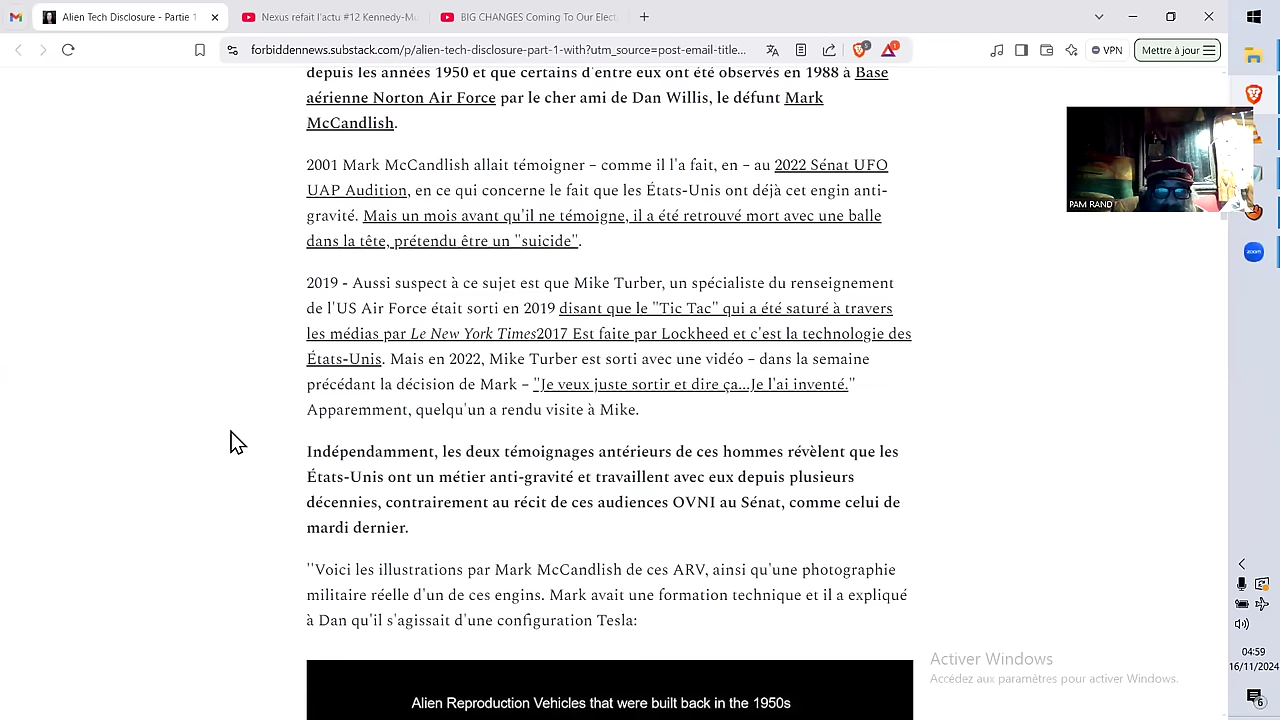 Alien Tech Disclosure - Partie 1
Nexus refait l'actu #12 Kennedy-Mu
BIG CHANGES Coming To Our Elect
forbiddennews.substack.com/p/alien-tech-disclosure-part-1-with?utm_source=post-email-title...
5
1
VPN
Mettre à jour
depuis les années 1950 et que certains d'entre eux ont été observés en 1988 à Base
aérienne Norton Air Force par le cher ami de Dan Willis, le défunt Mark
McCandlish.
2001 Mark McCandlish allait témoigner – comme il l'a fait, en – au 2022 Sénat UFO
UAP Audition, en ce qui concerne le fait que les États-Unis ont déjà cet engin anti-
gravité. Mais un mois avant qu'il ne témoigne, il a été retrouvé mort avec une balle
dans la tête, prétendu être un "suicide".
PAM RAND
2019 - Aussi suspect à ce sujet est que Mike Turber, un spécialiste du renseignement
de l'US Air Force était sorti en 2019 disant que le "Tic Tac" qui a été saturé à travers
les médias par Le New York Times2017 Est faite par Lockheed et c'est la technologie des
États-Unis. Mais en 2022, Mike Turber est sorti avec une vidéo – dans la semaine
précédant la décision de Mark – "Je veux juste sortir et dire ça...Je l'ai inventé."
Apparemment, quelqu'un a rendu visite à Mike.
Indépendamment, les deux témoignages antérieurs de ces hommes révèlent que les
États-Unis ont un métier anti-gravité et travaillent avec eux depuis plusieurs
décennies, contrairement au récit de ces audiences OVNI au Sénat, comme celui de
mardi dernier.
''Voici les illustrations par Mark McCandlish de ces ARV, ainsi qu'une photographie
militaire réelle d'un de ces engins. Mark avait une formation technique et il a expliqué
à Dan qu'il s'agissait d'une configuration Tesla:
Alien Reproduction Vehicles that were built back in the 1950s
Activer Windows
Accédez aux paramètres pour activer Windows.
zoom
04:59
16/11/2024
6